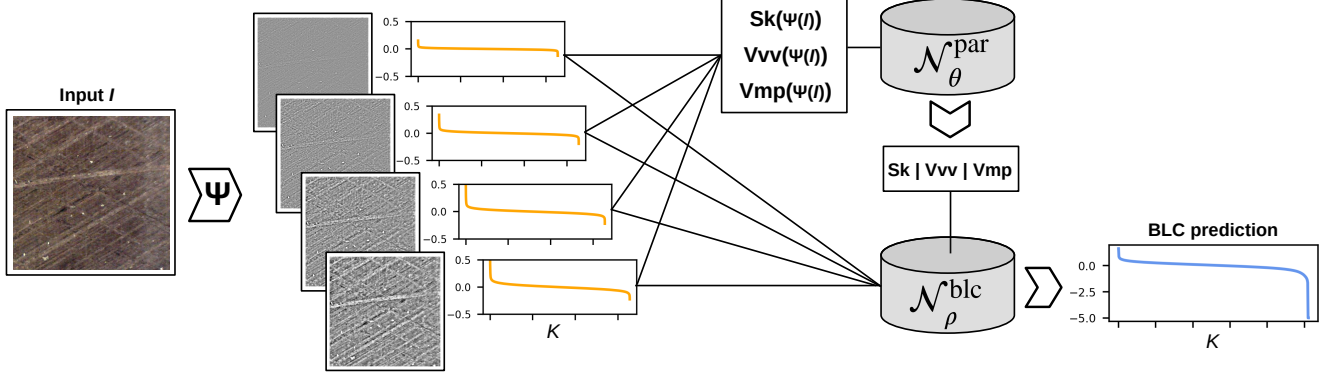 Input I
Ψ
0.5
0.0
−0.5
0.5
0.0
−0.5
0.5
0.0
−0.5
0.5
0.0
−0.5
K
Sk(Ψ(I))
Vvv(Ψ(I))
Vmp(Ψ(I))
𝒩 par θ
Sk | Vvv | Vmp
𝒩 blc ρ
BLC prediction
0.0
−2.5
−5.0
K